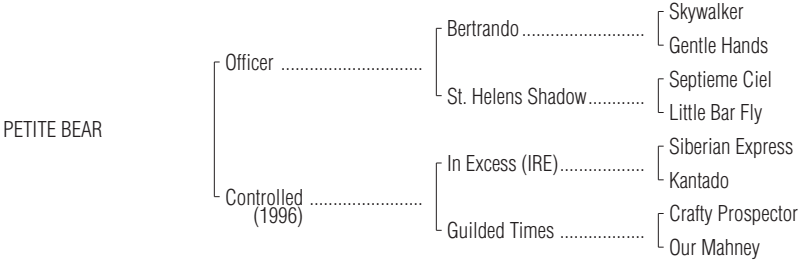 Skywalker
Bertrando ........................
Gentle Hands
Officer ............................
Septieme Ciel
St. Helens Shadow...........
Little Bar Fly
PETITE BEAR
Siberian Express
In Excess (IRE).................
Kantado
Controlled ......................
(1996)
Crafty Prospector
Guilded Times .................
Our Mahney